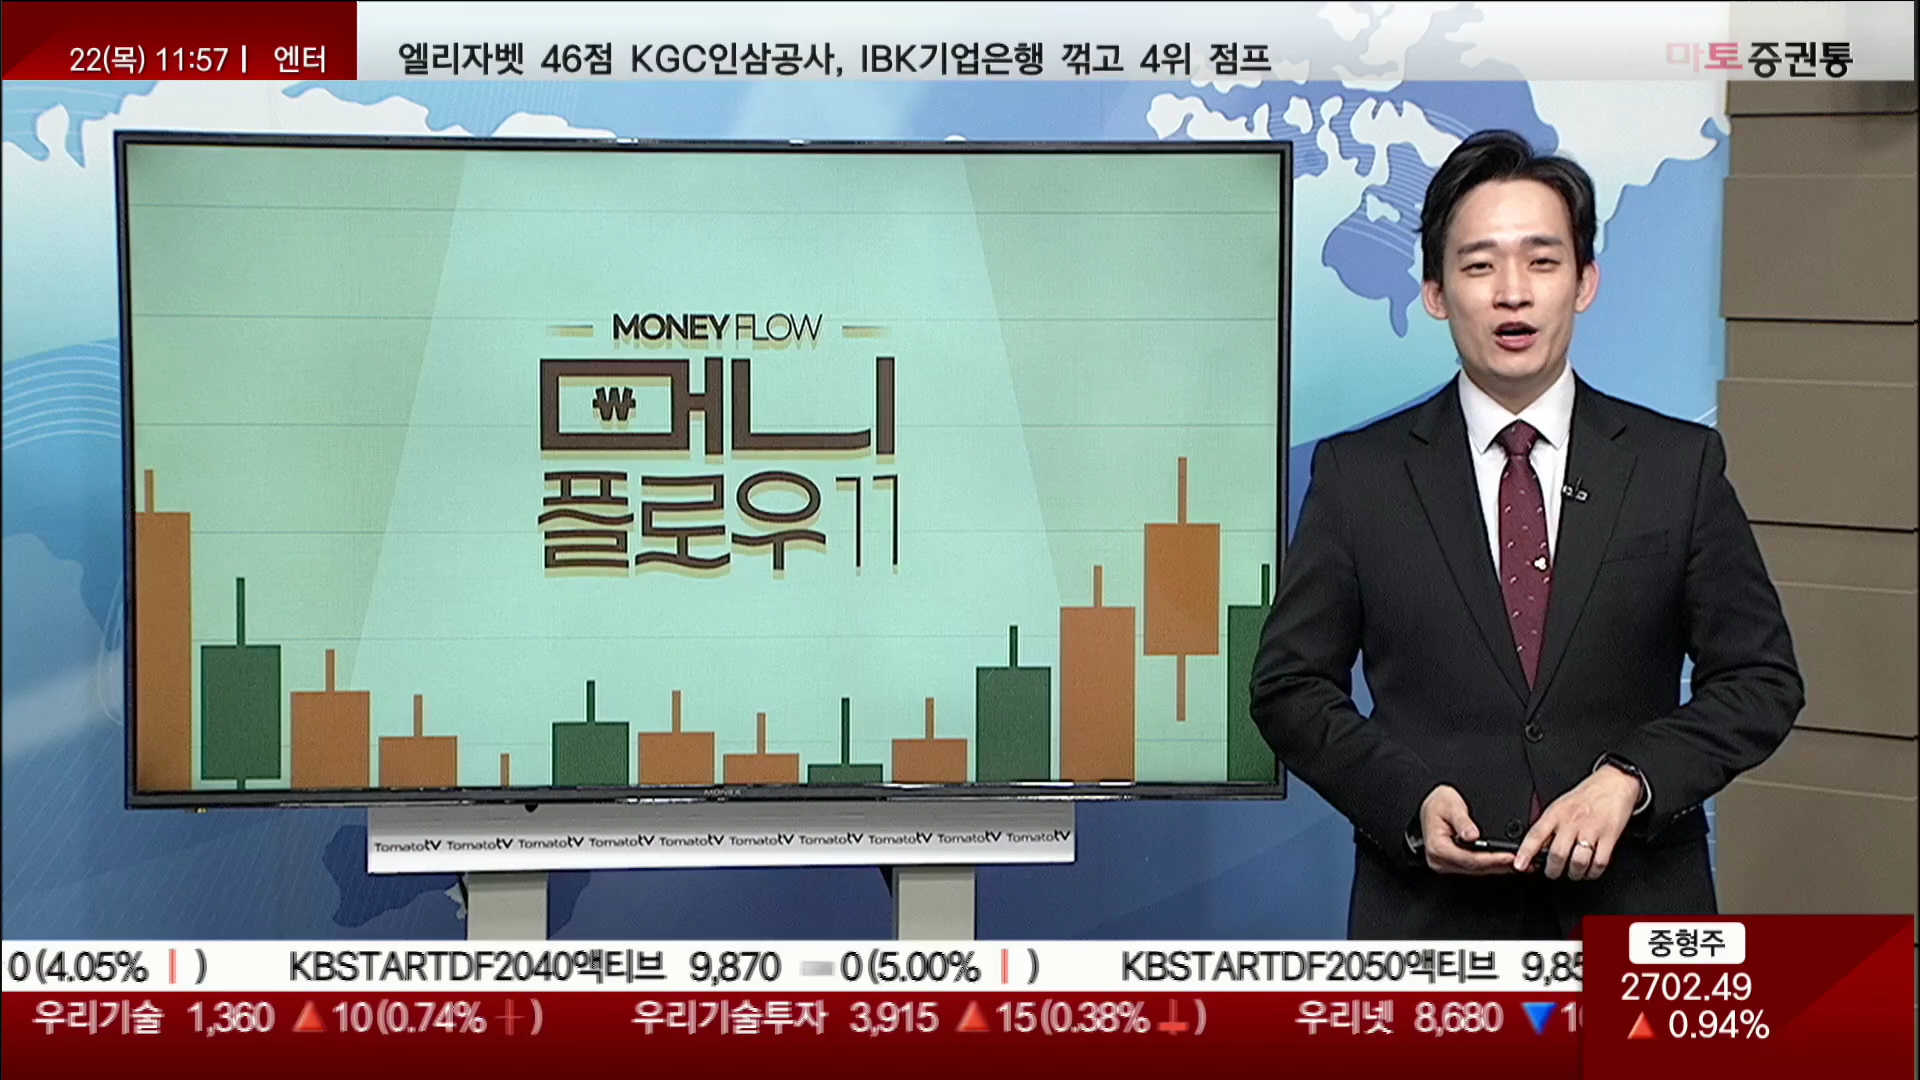 22(목) 11:57 | 엔터
엘리자벳 46점 KGC인삼공사, IBK기업은행 꺾고 4위 점프
마토증권통
MONEY FLOW
₩
머니
플로우 11
TomatoTV TomatoTV TomatoTV TomatoTV TomatoTV TomatoTV TomatoTV TomatoTV TomatoTV TomatoTV
0(4.05% ) KBSTARTDF2040액티브 9,870 0(5.00% ) KBSTARTDF2050액티브 9,85
우리기술 1,360 ▲10(0.74% ) 우리기술투자 3,915 ▲15(0.38% ) 우리넷 8,680 ▼1
중형주
2702.49
▲ 0.94%